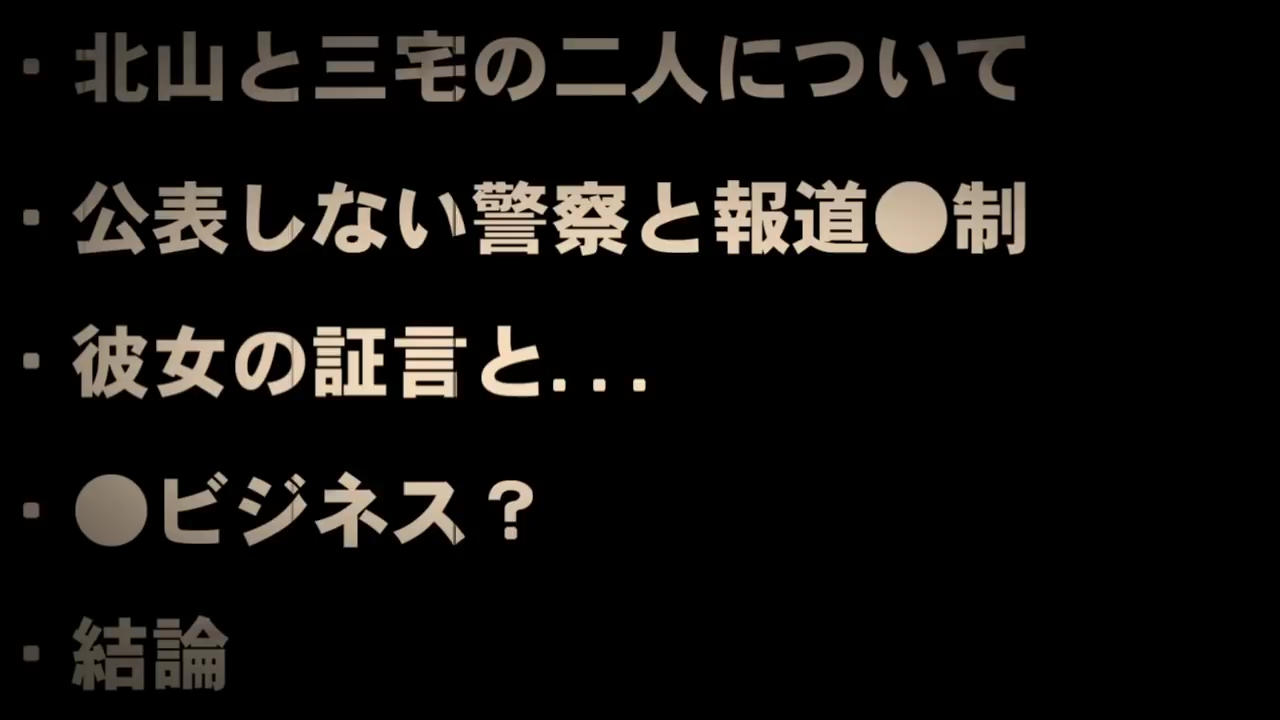 ・北山と三宅の二人について
・公表しない警察と報道●制
・彼女の証言と...
・●ビジネス？
・結論